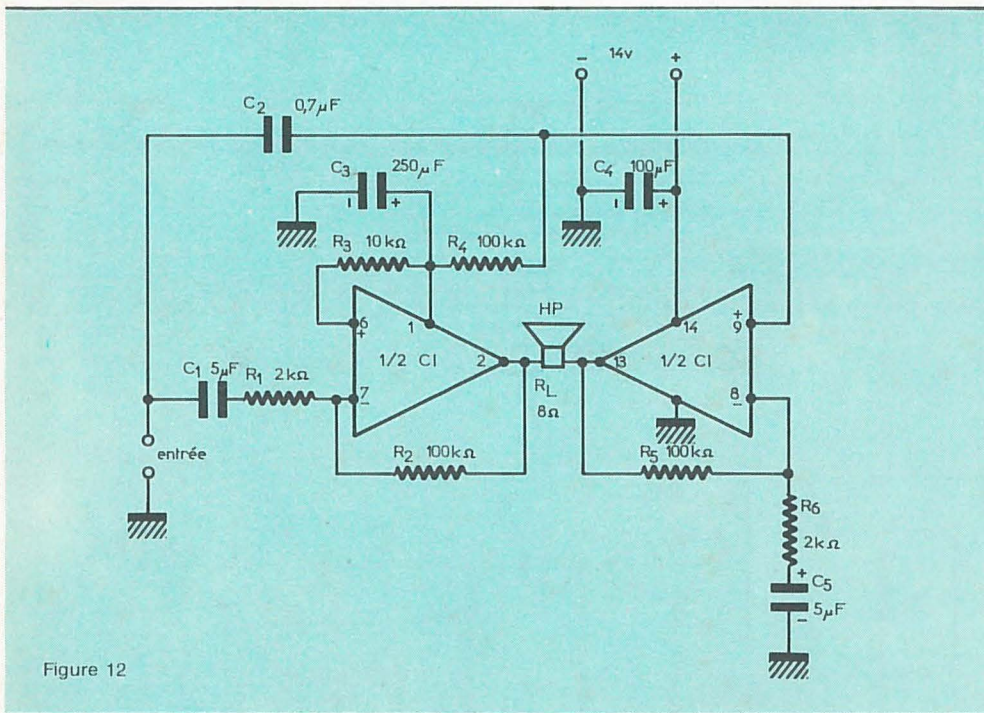 - 14v +
C2 0,7µF
C3 250µF
- +
C4 100µF
- +
R3 10kΩ
R4 100kΩ
HP
6
+
1
1/2 CI
2
14
+
9
13
1/2 CI
8
-
C1 5µF
R1 2kΩ
7
-
RL
8Ω
entrée
R2 100kΩ
R5 100kΩ
R6
2kΩ
+
C5
5µF
-
Figure 12